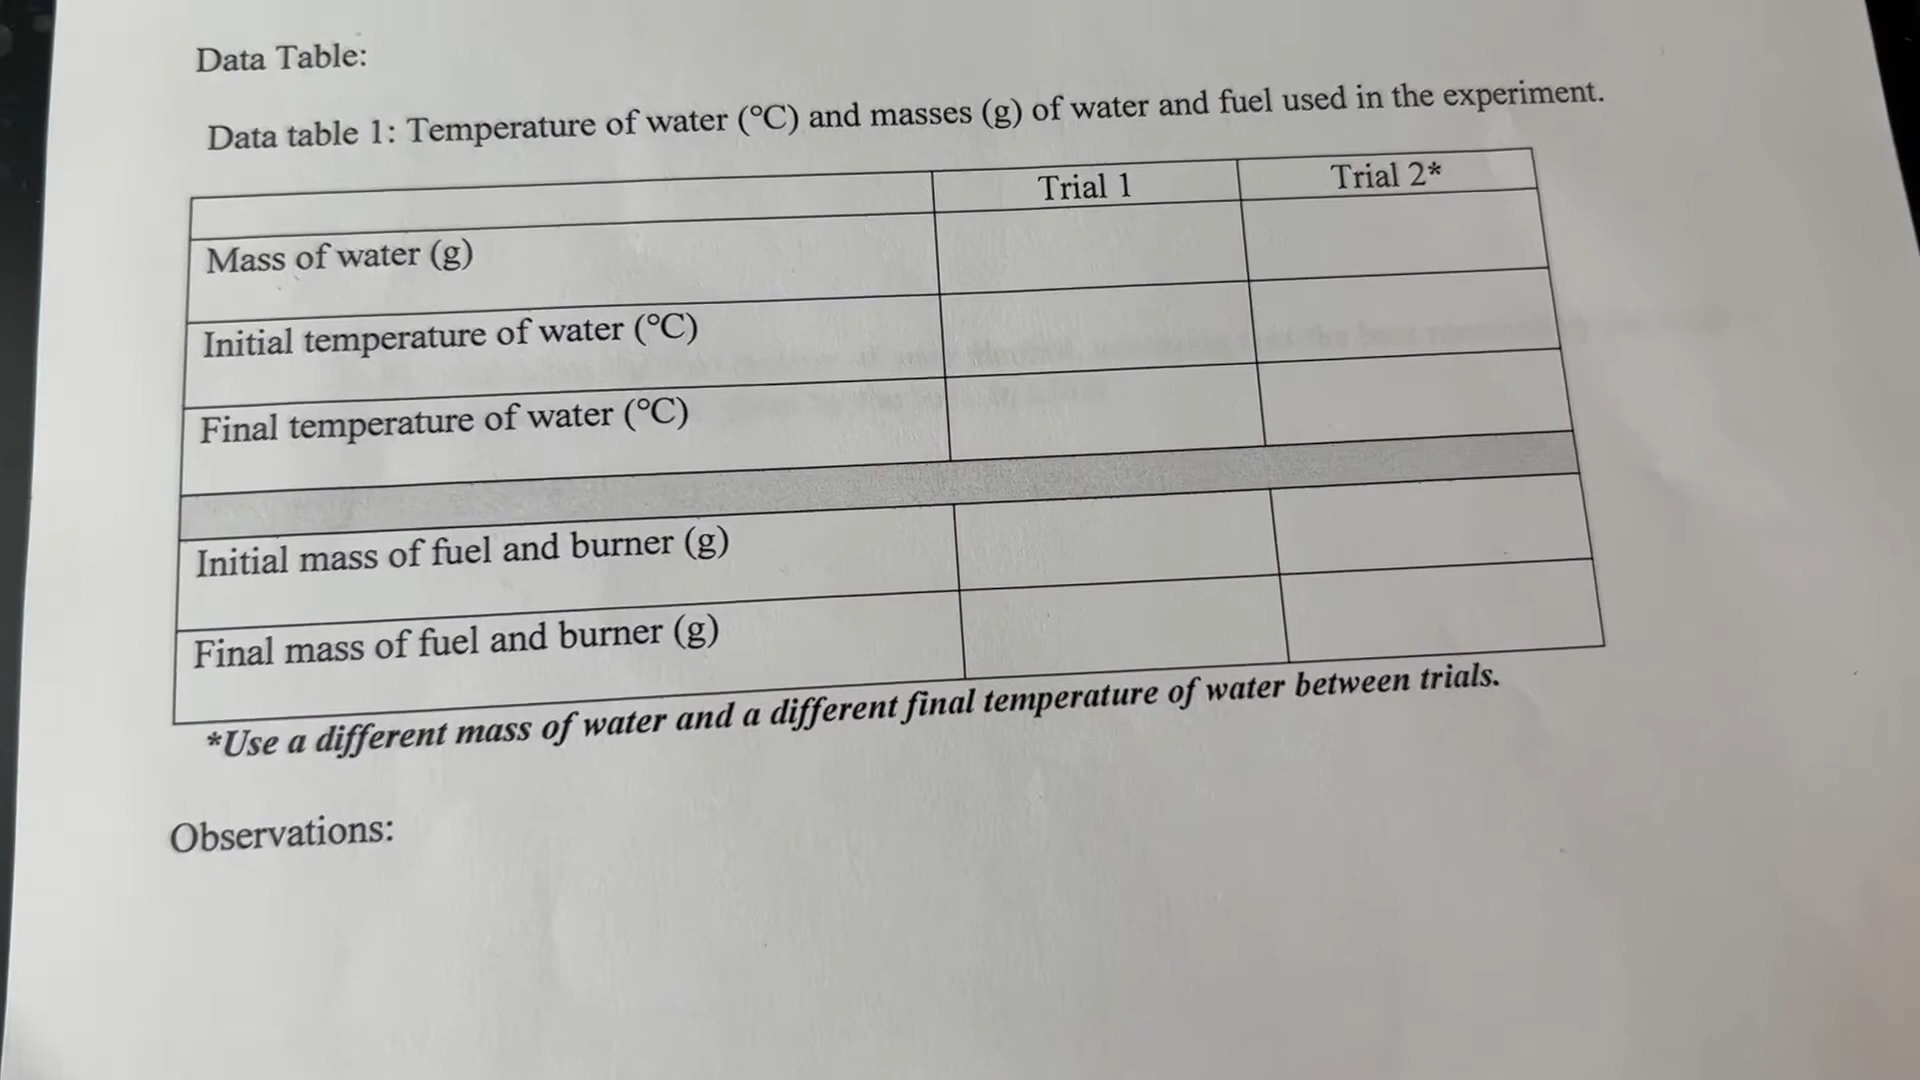 Data Table:
Data table 1: Temperature of water (°C) and masses (g) of water and fuel used in the experiment.
Trial 1 Trial 2*
Mass of water (g)
Initial temperature of water (°C)
Final temperature of water (°C)
Initial mass of fuel and burner (g)
Final mass of fuel and burner (g)
*Use a different mass of water and a different final temperature of water between trials.
Observations: